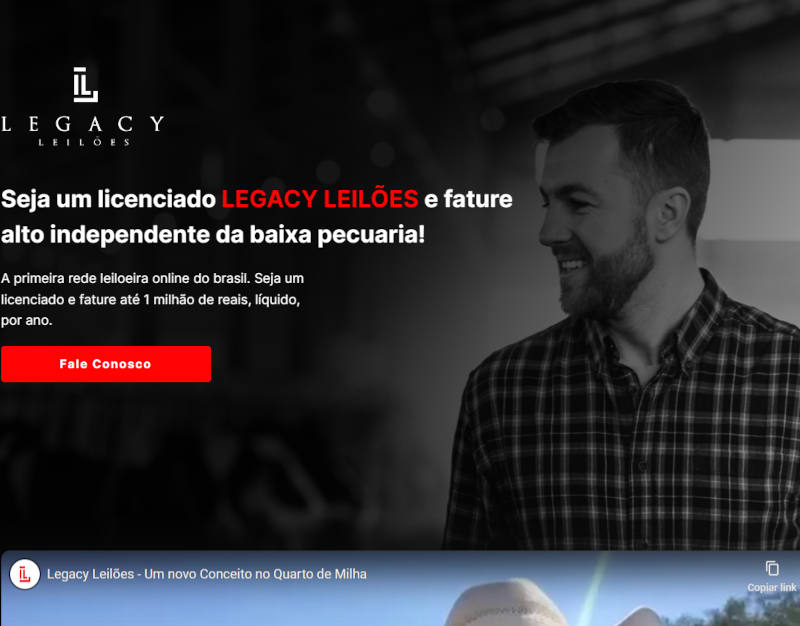 LEGACY
LEILÕES
Seja um licenciado LEGACY LEILÕES e fature
alto independente da baixa pecuaria!
A primeira rede leiloeira online do brasil. Seja um
licenciado e fature até 1 milhão de reais, líquido,
por ano.
Fale Conosco
Legacy Leilões - Um novo Conceito no Quarto de Milha
Copiar link